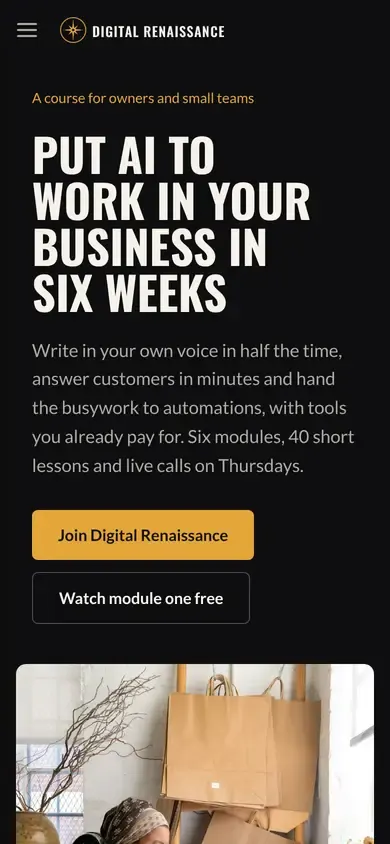 DIGITAL RENAISSANCE
A course for owners and small teams
PUT AI TO
WORK IN YOUR
BUSINESS IN
SIX WEEKS
Write in your own voice in half the time,
answer customers in minutes and hand
the busywork to automations, with tools
you already pay for. Six modules, 40 short
lessons and live calls on Thursdays.
Join Digital Renaissance
Watch module one free